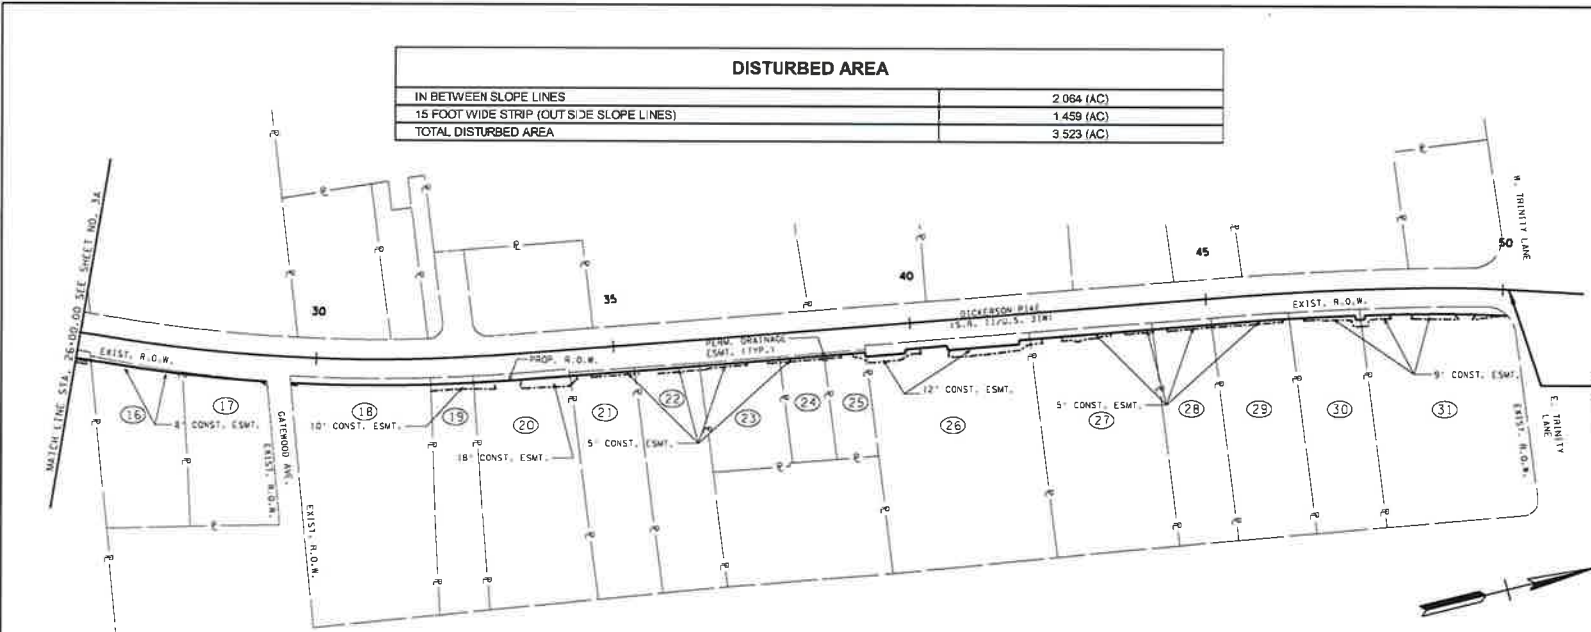 DISTURBED AREA
IN BETWEEN SLOPE LINES 2.064 (AC)
15 FOOT WIDE STRIP (OUTSIDE SLOPE LINES) 1.459 (AC)
TOTAL DISTURBED AREA 3.523 (AC)
MATCH LINE STA. 26+00.00 SEE SHEET NO. 3A
N. TRINITY LANE
30
35
40
45
50
DICKERSON PIKE
EXIST. R.O.W.
EXIST. R.O.W.
PROP. R.O.W.
PERM. DRAINAGE
ESMT. (TYP.)
16
17
18
19
20
21
22
23
24
25
26
27
28
29
30
31
8' CONST. ESMT.
10' CONST. ESMT.
18' CONST. ESMT.
5' CONST. ESMT.
12' CONST. ESMT.
5' CONST. ESMT.
9' CONST. ESMT.
GATEWOOD AVE.
EXIST. R.O.W.
EXIST. R.O.W.
EXIST. R.O.W.
E. TRINITY
LANE